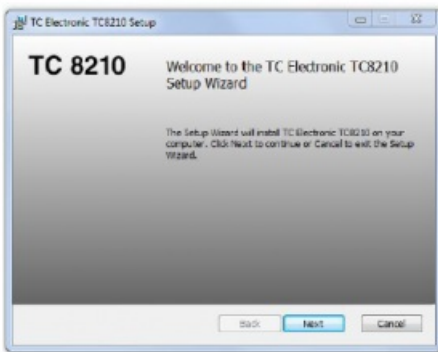 TC Electronic TC8210 Setup
TC 8210
Welcome to the TC Electronic TC8210
Setup Wizard
The Setup Wizard will install TC Electronic TC8210 on your
computer. Click Next to continue or Cancel to exit the Setup
Wizard.
Back
Next
Cancel